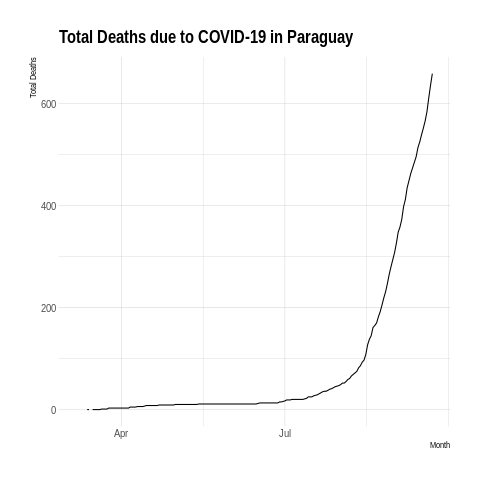 Total Deaths due to COVID-19 in Paraguay
Total Deaths
600
400
200
0
Apr
Jul
Month